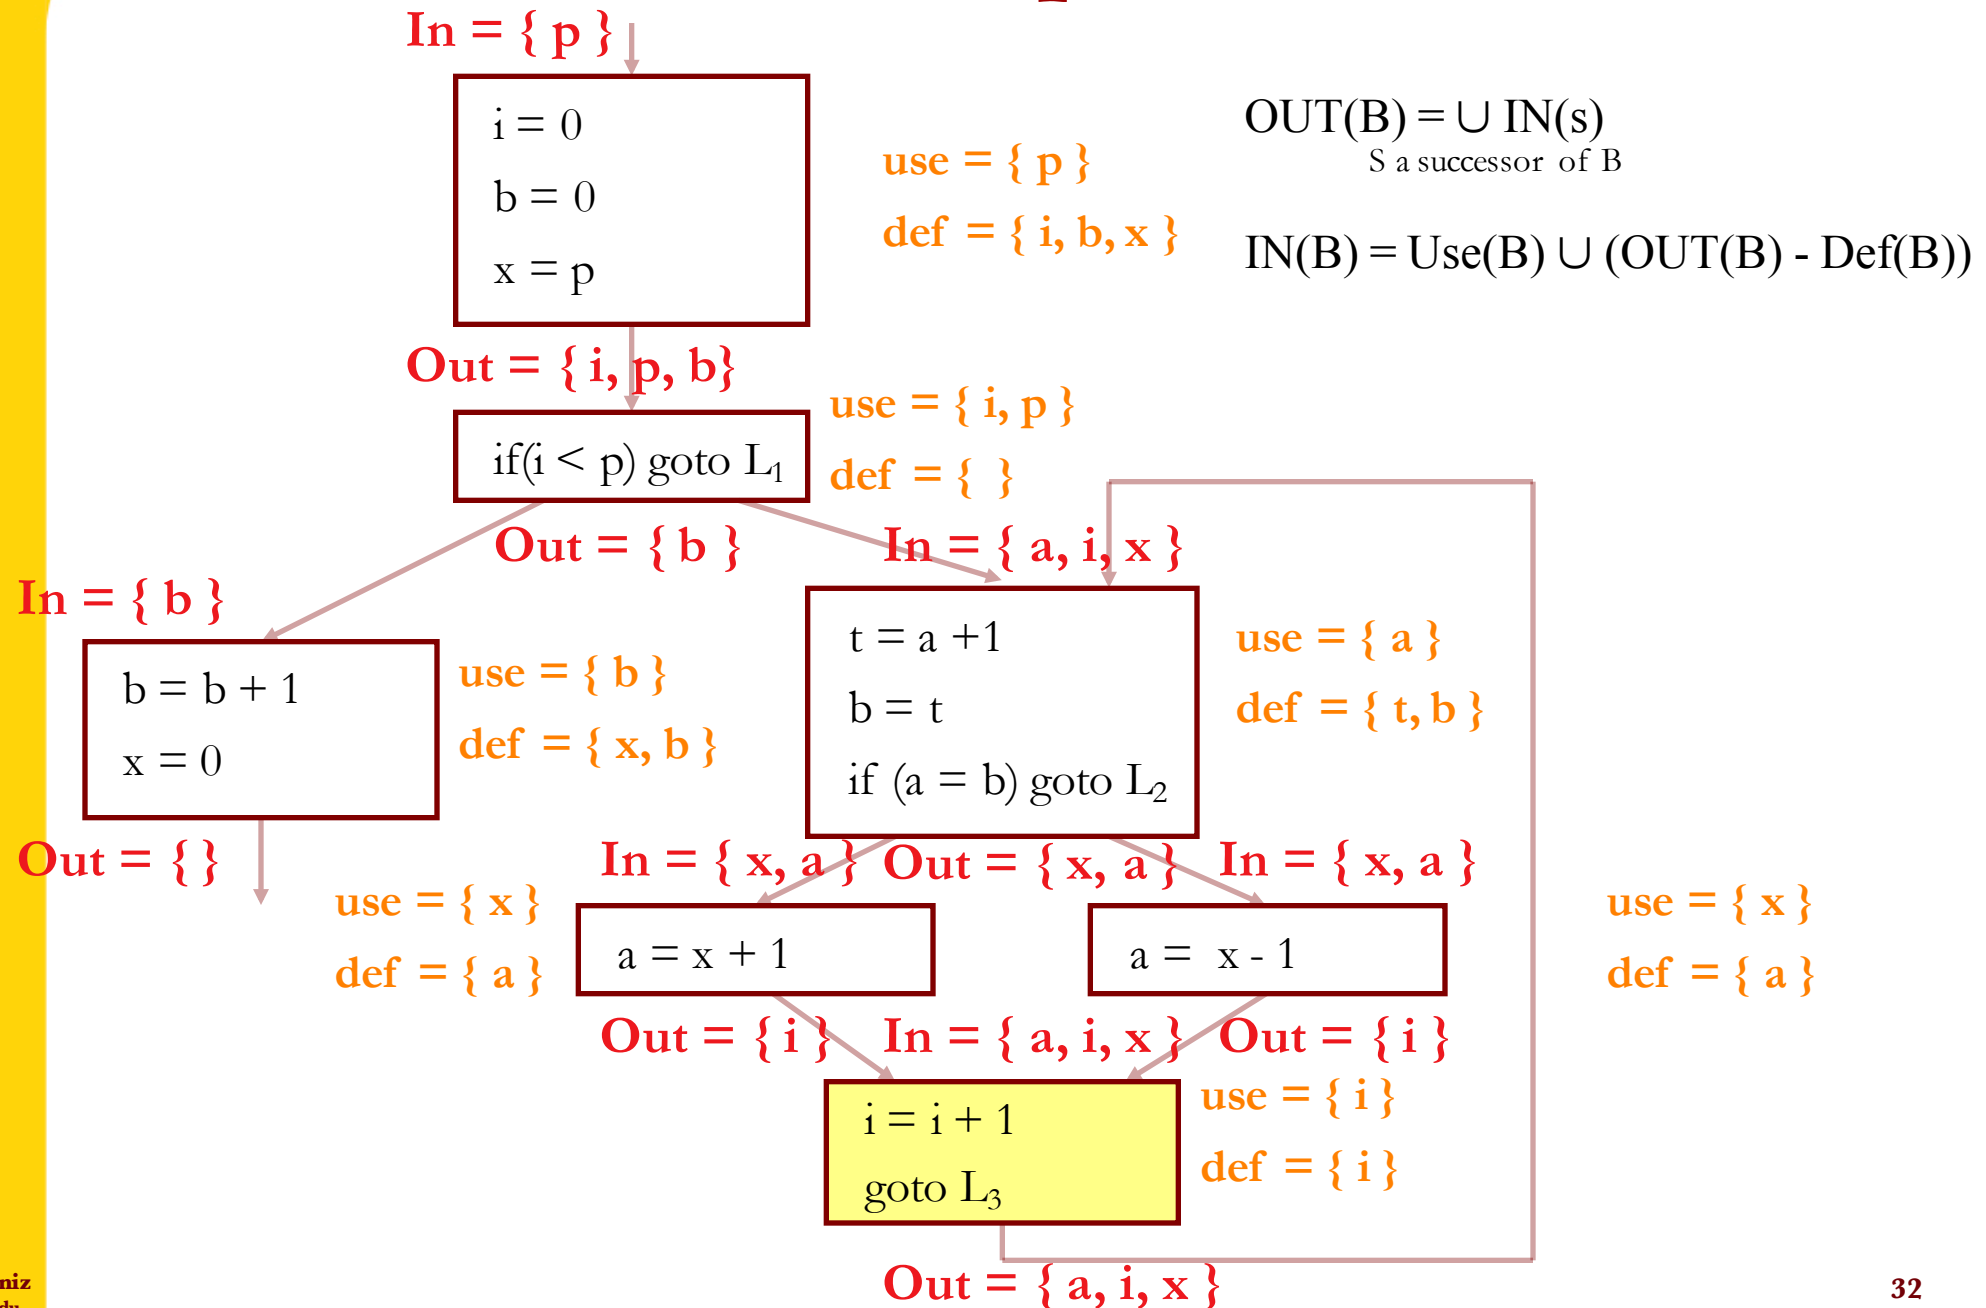 In = { p }
i = 0
b = 0
x = p
use = { p }
def = { i, b, x }
OUT(B) = ∪ IN(s)
S a successor of B
IN(B) = Use(B) ∪ (OUT(B) - Def(B))
Out = { i, p, b}
if(i < p) goto L₁
use = { i, p }
def = { }
Out = { b }
In = { a, i, x }
In = { b }
b = b + 1
x = 0
use = { b }
def = { x, b }
t = a +1
b = t
if (a = b) goto L₂
use = { a }
def = { t, b }
Out = { }
In = { x, a }
Out = { x, a }
In = { x, a }
use = { x }
def = { a }
a = x + 1
a = x - 1
use = { x }
def = { a }
Out = { i }
In = { a, i, x }
Out = { i }
i = i + 1
goto L₃
use = { i }
def = { i }
Out = { a, i, x }
niz
32